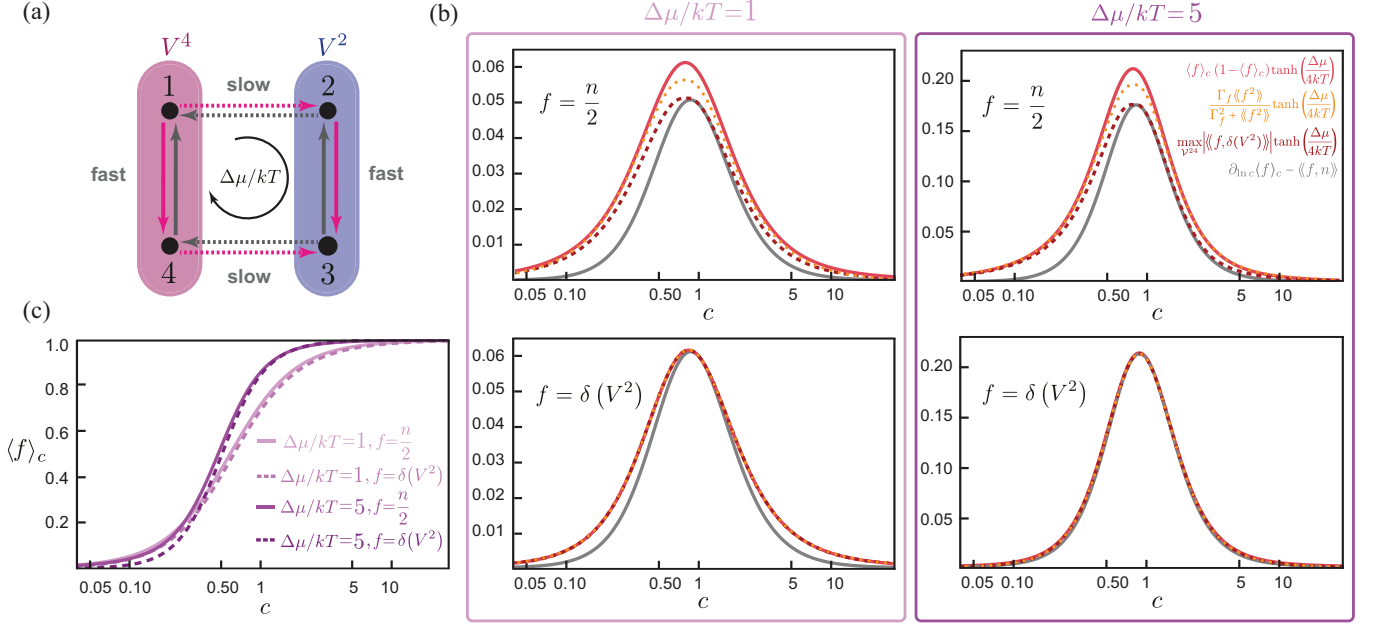 (a)
V^4
V^2
1
slow
2
fast
Δμ/kT
fast
4
slow
3
(b)
Δμ/kT=1
0.06
0.05
0.04
0.03
0.02
0.01
f = n/2
0.05 0.10 0.50 1 5 10
c
Δμ/kT=5
0.20
0.15
0.10
0.05
f = n/2
⟨f⟩_c (1−⟨f⟩_c) tanh(Δμ/4kT)
Γ_f⟪f²⟫/(Γ_f²+⟪f²⟫) tanh(Δμ/4kT)
max_{𝒱^24} |⟪f,δ(V²)⟫| tanh(Δμ/4kT)
∂_{ln c}⟨f⟩_c − ⟪f,n⟫
0.05 0.10 0.50 1 5 10
c
0.06
0.05
0.04
0.03
0.02
0.01
f = δ(V²)
0.05 0.10 0.50 1 5 10
c
0.20
0.15
0.10
0.05
f = δ(V²)
0.05 0.10 0.50 1 5 10
c
(c)
1.0
0.8
0.6
0.4
0.2
⟨f⟩_c
Δμ/kT=1, f=n/2
Δμ/kT=1, f=δ(V²)
Δμ/kT=5, f=n/2
Δμ/kT=5, f=δ(V²)
0.05 0.10 0.50 1 5 10
c